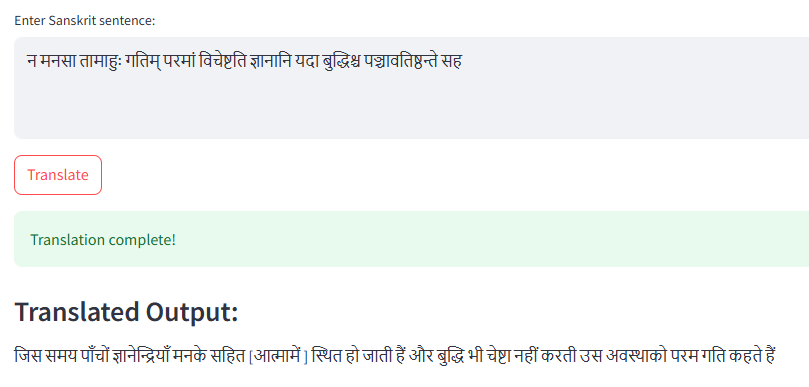 Enter Sanskrit sentence:
न मनसा तामाहुः गतिम् परमां विचेष्टति ज्ञानानि यदा बुद्धिश्च पञ्चावतिष्ठन्ते सह
Translate
Translation complete!
Translated Output:
जिस समय पाँचों ज्ञानेन्द्रियाँ मनके सहित [आत्मामें ] स्थित हो जाती हैं और बुद्धि भी चेष्टा नहीं करती उस अवस्थाको परम गति कहते हैं